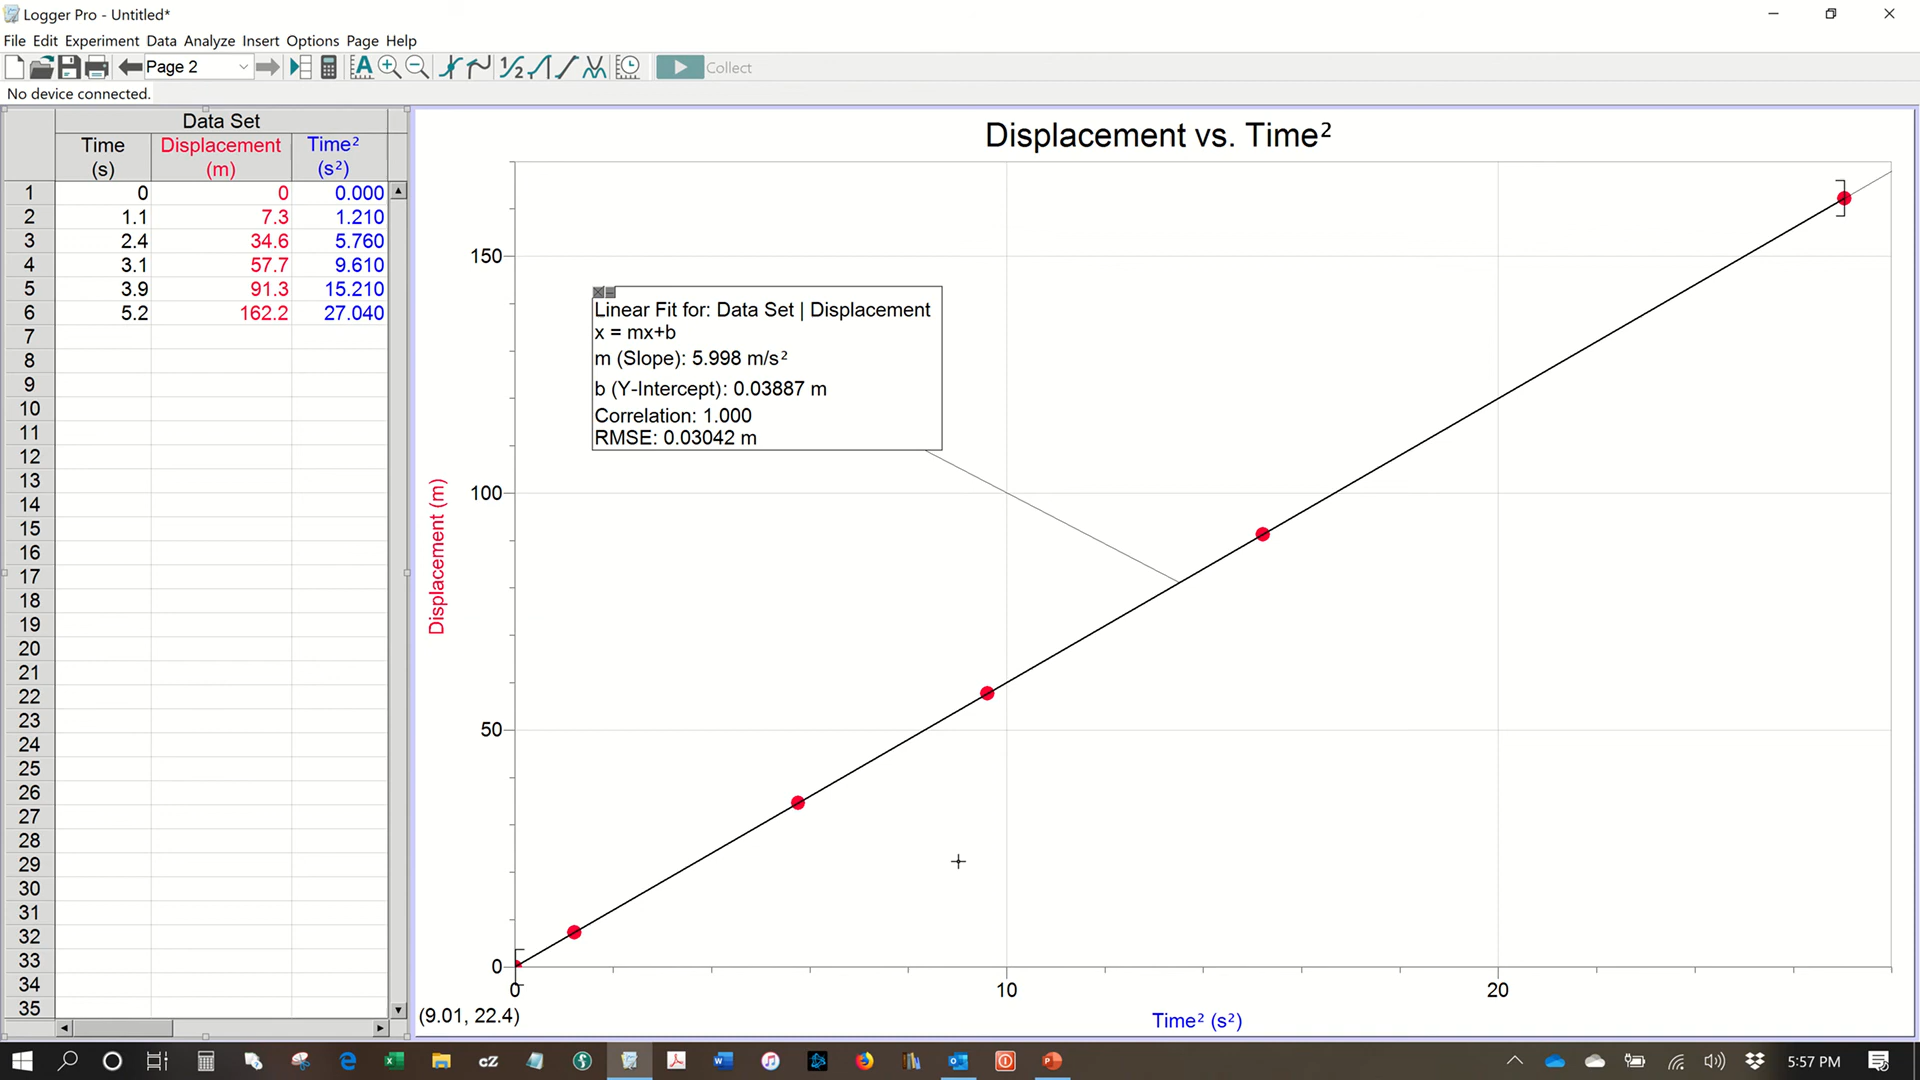 Logger Pro - Untitled*
File Edit Experiment Data Analyze Insert Options Page Help
Page 2
Collect
No device connected.
Data Set
Time Displacement Time²
(s) (m) (s²)
1 0 0 0.000
2 1.1 7.3 1.210
3 2.4 34.6 5.760
4 3.1 57.7 9.610
5 3.9 91.3 15.210
6 5.2 162.2 27.040
7
8
9
10
11
12
13
14
15
16
17
18
19
20
21
22
23
24
25
26
27
28
29
30
31
32
33
34
35
Displacement vs. Time²
150
100
50
0
Displacement (m)
Linear Fit for: Data Set | Displacement
x = mx+b
m (Slope): 5.998 m/s²
b (Y-Intercept): 0.03887 m
Correlation: 1.000
RMSE: 0.03042 m
0 10 20
(9.01, 22.4)
Time² (s²)
cZ
5:57 PM